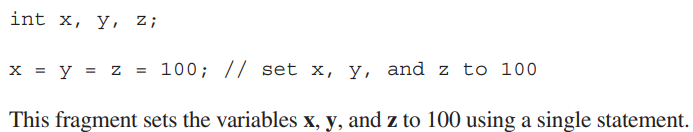 int x, y, z;
x = y = z = 100; // set x, y, and z to 100
This fragment sets the variables x, y, and z to 100 using a single statement.